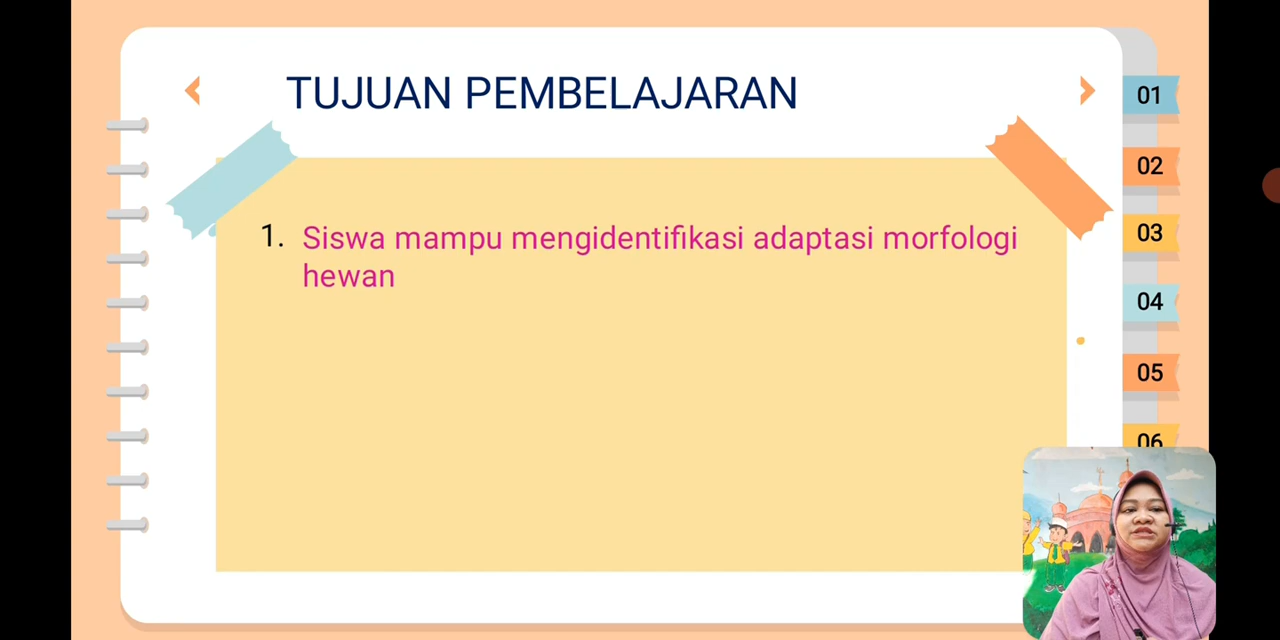 TUJUAN PEMBELAJARAN
1. Siswa mampu mengidentifikasi adaptasi morfologi
hewan
01
02
03
04
05
06